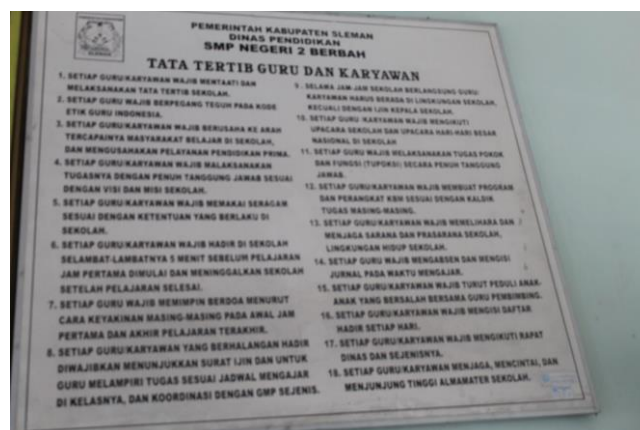 PEMERINTAH KABUPATEN SLEMAN
DINAS PENDIDIKAN
SMP NEGERI 2 BERBAH
TATA TERTIB GURU DAN KARYAWAN
1. SETIAP GURU/KARYAWAN WAJIB MENTAATI DAN
MELAKSANAKAN TATA TERTIB SEKOLAH.
2. SETIAP GURU WAJIB BERPEGANG TEGUH PADA KODE
ETIK GURU INDONESIA.
3. SETIAP GURU/KARYAWAN WAJIB BERUSAHA KE ARAH
TERCAPAINYA MASYARAKAT BELAJAR DI SEKOLAH,
DAN MENGUSAHAKAN PELAYANAN PENDIDIKAN PRIMA.
4. SETIAP GURU/KARYAWAN WAJIB MALAKSANAKAN
TUGASNYA DENGAN PENUH TANGGUNG JAWAB SESUAI
DENGAN VISI DAN MISI SEKOLAH.
5. SETIAP GURU/KARYAWAN WAJIB MEMAKAI SERAGAM
SESUAI DENGAN KETENTUAN YANG BERLAKU DI
SEKOLAH.
6. SETIAP GURU/KARYAWAN WAJIB HADIR DI SEKOLAH
SELAMBAT-LAMBATNYA 5 MENIT SEBELUM PELAJARAN
JAM PERTAMA DIMULAI DAN MENINGGALKAN SEKOLAH
SETELAH PELAJARAN SELESAI.
7. SETIAP GURU WAJIB MEMIMPIN BERDOA MENURUT
CARA KEYAKINAN MASING-MASING PADA AWAL JAM
PERTAMA DAN AKHIR PELAJARAN TERAKHIR.
8. SETIAP GURU/KARYAWAN YANG BERHALANGAN HADIR
DIWAJIBKAN MENUNJUKKAN SURAT IJIN DAN UNTUK
GURU MELAMPIRI TUGAS SESUAI JADWAL MENGAJAR
DI KELASNYA, DAN KOORDINASI DENGAN GMP SEJENIS.
9. SELAMA JAM-JAM SEKOLAH BERLANGSUNG GURU/
KARYAWAN HARUS BERADA DI LINGKUNGAN SEKOLAH,
KECUALI DENGAN IJIN KEPALA SEKOLAH.
10. SETIAP GURU /KARYAWAN WAJIB MENGIKUTI
UPACARA SEKOLAH DAN UPACARA HARI-HARI BESAR
NASIONAL DI SEKOLAH
11. SETIAP GURU WAJIB MELAKSANAKAN TUGAS POKOK
DAN FUNGSI (TUPOKSI) SECARA PENUH TANGGUNG
JAWAB.
12. SETIAP GURU/KARYAWAN WAJIB MEMBUAT PROGRAM
DAN PERANGKAT KBM SESUAI DENGAN KALSIK
TUGAS MASING-MASING.
13. SETIAP GURU/KARYAWAN WAJIB MEMELIHARA DAN
MENJAGA SARANA DAN PRASARANA SEKOLAH,
LINGKUNGAN HIDUP SEKOLAH.
14. SETIAP GURU WAJIB MENGABSEN DAN MENGISI
JURNAL PADA WAKTU MENGAJAR.
15. SETIAP GURU/KARYAWAN WAJIB TURUT PEDULI ANAK-
ANAK YANG BERSALAH BERSAMA GURU PEMBIMBING.
16. SETIAP GURU/KARYAWAN WAJIB MENGISI DAFTAR
HADIR SETIAP HARI.
17. SETIAP GURU/KARYAWAN WAJIB MENGIKUTI RAPAT
DINAS DAN SEJENISNYA.
18. SETIAP GURU/KARYAWAN MENJAGA, MENCINTAI, DAN
MENJUNJUNG TINGGI ALMAMATER SEKOLAH.